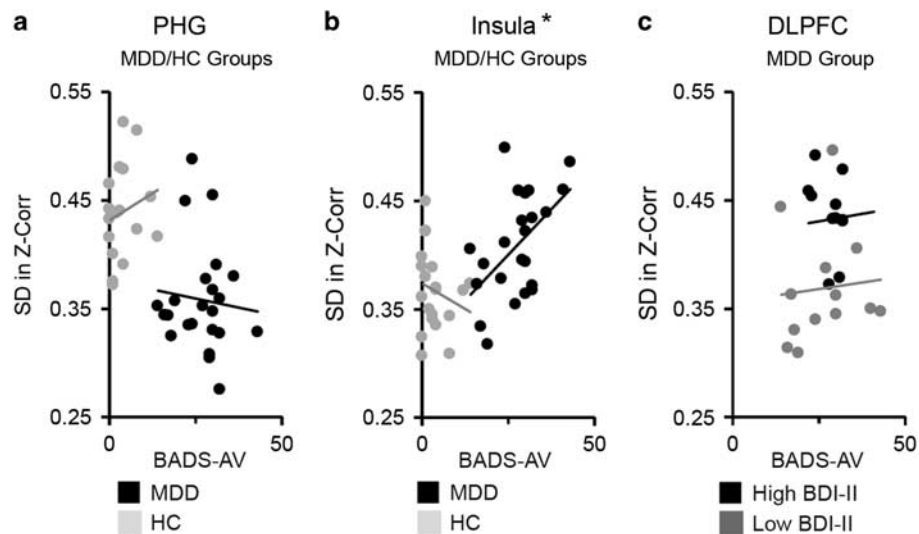 a PHG
MDD/HC Groups
0.55
0.45
0.35
0.25
SD in Z-Corr
0 50
BADS-AV
MDD
HC
b Insula *
MDD/HC Groups
0.55
0.45
0.35
0.25
SD in Z-Corr
0 50
BADS-AV
MDD
HC
c DLPFC
MDD Group
0.55
0.45
0.35
0.25
SD in Z-Corr
0 50
BADS-AV
High BDI-II
Low BDI-II